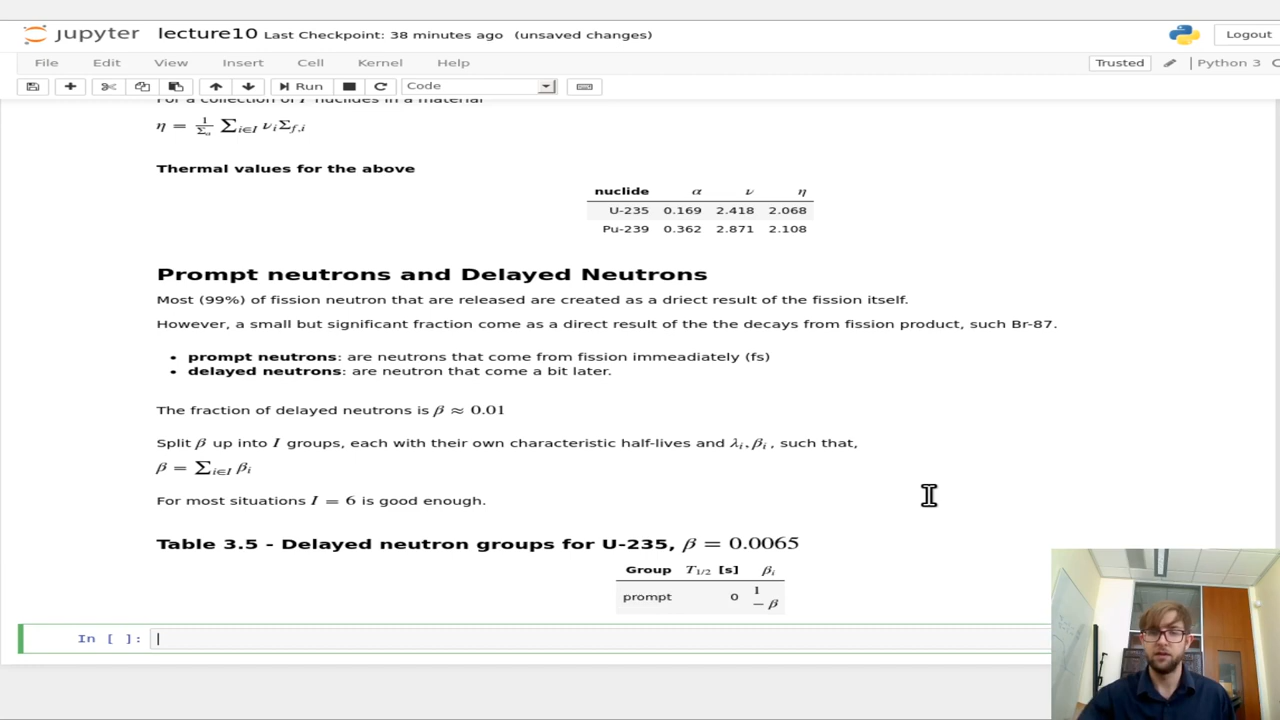 jupyter lecture10 Last Checkpoint: 38 minutes ago (unsaved changes) Logout
File Edit View Insert Cell Kernel Help Trusted Python 3
Run Code
For a collection of I nuclides in a material
η = 1/Σa ∑i∈I νiΣf,i
Thermal values for the above
nuclide α ν η
U-235 0.169 2.418 2.068
Pu-239 0.362 2.871 2.108
Prompt neutrons and Delayed Neutrons
Most (99%) of fission neutron that are released are created as a driect result of the fission itself.
However, a small but significant fraction come as a direct result of the the decays from fission product, such Br-87.
• prompt neutrons: are neutrons that come from fission immeadiately (fs)
• delayed neutrons: are neutron that come a bit later.
The fraction of delayed neutrons is β ≈ 0.01
Split β up into I groups, each with their own characteristic half-lives and λi, βi, such that,
β = ∑i∈I βi
For most situations I = 6 is good enough.
Table 3.5 - Delayed neutron groups for U-235, β = 0.0065
Group T1/2 [s] βi
prompt 0 1
− β
In [ ]: